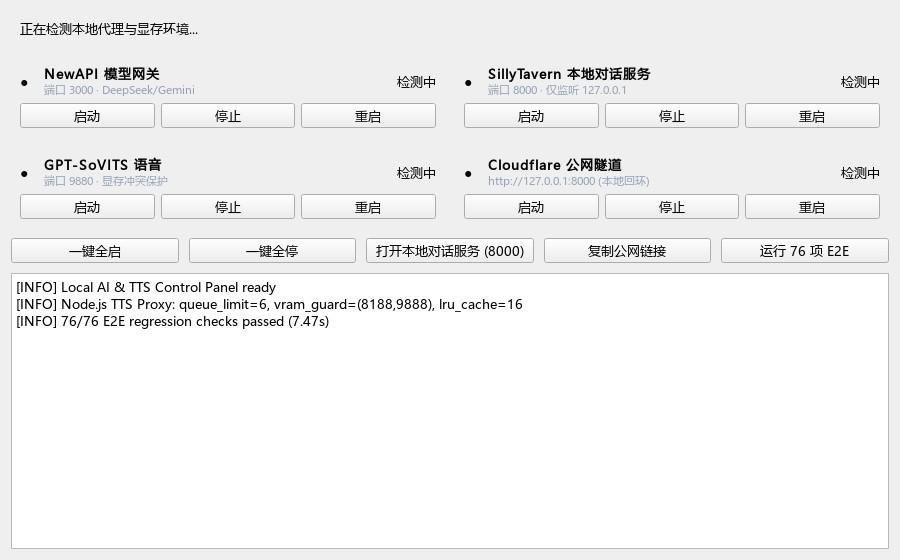 正在检测本地代理与显存环境...
● NewAPI 模型网关
端口 3000 · DeepSeek/Gemini
检测中
启动 停止 重启
● SillyTavern 本地对话服务
端口 8000 · 仅监听 127.0.0.1
检测中
启动 停止 重启
● GPT-SoVITS 语音
端口 9880 · 显存冲突保护
检测中
启动 停止 重启
● Cloudflare 公网隧道
http://127.0.0.1:8000 (本地回环)
检测中
启动 停止 重启
一键全启 一键全停 打开本地对话服务 (8000) 复制公网链接 运行 76 项 E2E
[INFO] Local AI & TTS Control Panel ready
[INFO] Node.js TTS Proxy: queue_limit=6, vram_guard=(8188,9888), lru_cache=16
[INFO] 76/76 E2E regression checks passed (7.47s)